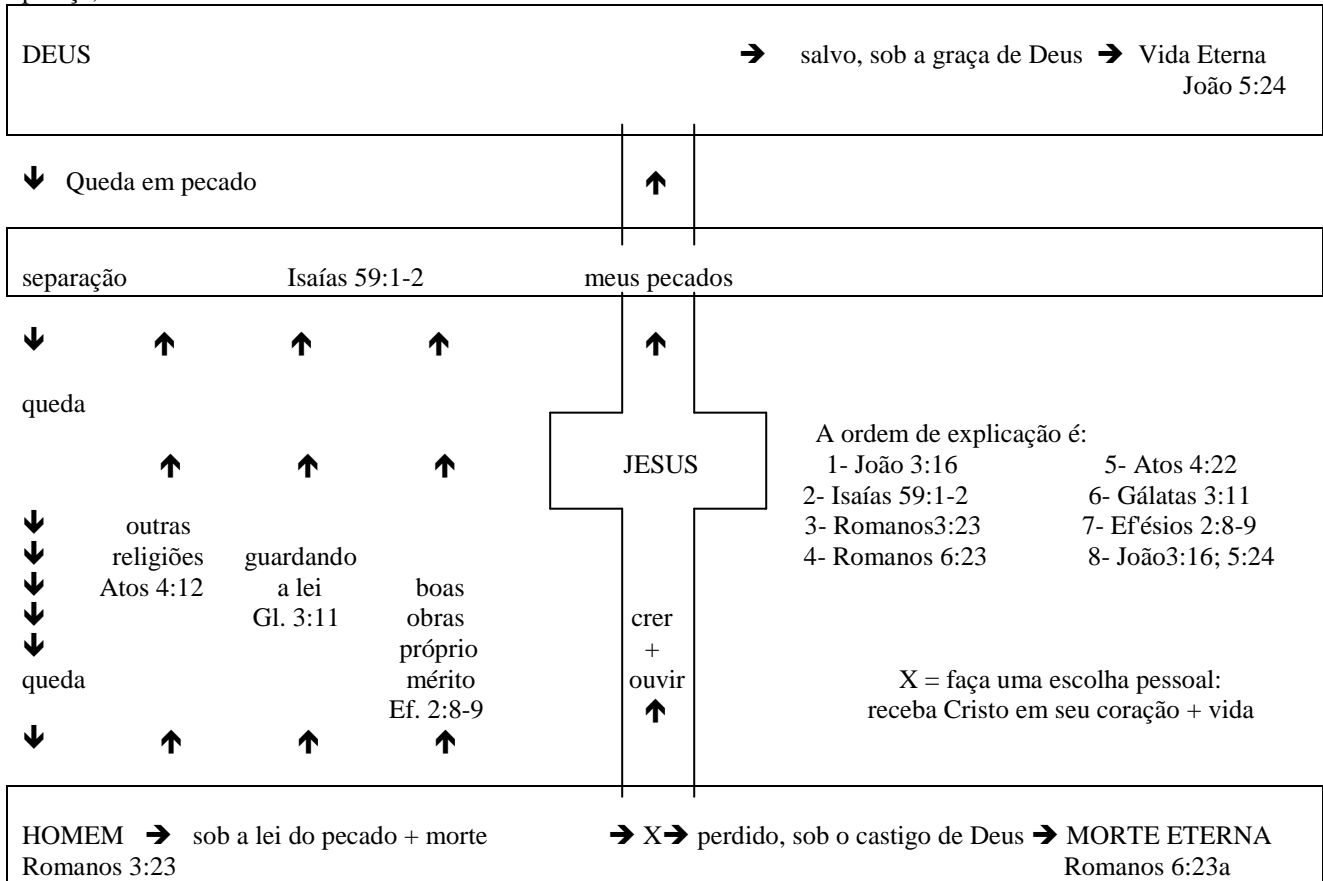 DEUS ➔ salvo, sob a graça de Deus ➔ Vida Eterna
João 5:24
Queda em pecado
separação Isaías 59:1-2 meus pecados
queda
JESUS
A ordem de explicação é:
1- João 3:16 5- Atos 4:22
2- Isaías 59:1-2 6- Gálatas 3:11
3- Romanos3:23 7- Ef'ésios 2:8-9
4- Romanos 6:23 8- João3:16; 5:24
outras
religiões
Atos 4:12
guardando
a lei
Gl. 3:11
boas
obras
próprio
mérito
Ef. 2:8-9
crer
+
ouvir
queda
X = faça uma escolha pessoal:
receba Cristo em seu coração + vida
HOMEM ➔ sob a lei do pecado + morte ➔ X➔ perdido, sob o castigo de Deus ➔ MORTE ETERNA
Romanos 3:23 Romanos 6:23a